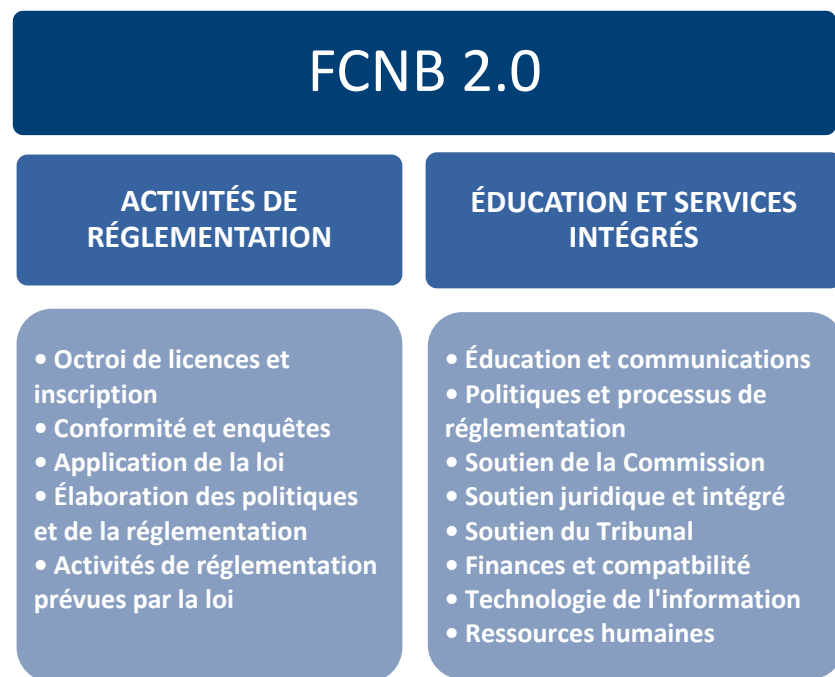 FCNB 2.0
ACTIVITÉS DE
RÉGLEMENTATION
• Octroi de licences et
inscription
• Conformité et enquêtes
• Application de la loi
• Élaboration des politiques
et de la réglementation
• Activités de réglementation
prévues par la loi
ÉDUCATION ET SERVICES
INTÉGRÉS
• Éducation et communications
• Politiques et processus de
réglementation
• Soutien de la Commission
• Soutien juridique et intégré
• Soutien du Tribunal
• Finances et compatbilité
• Technologie de l'information
• Ressources humaines